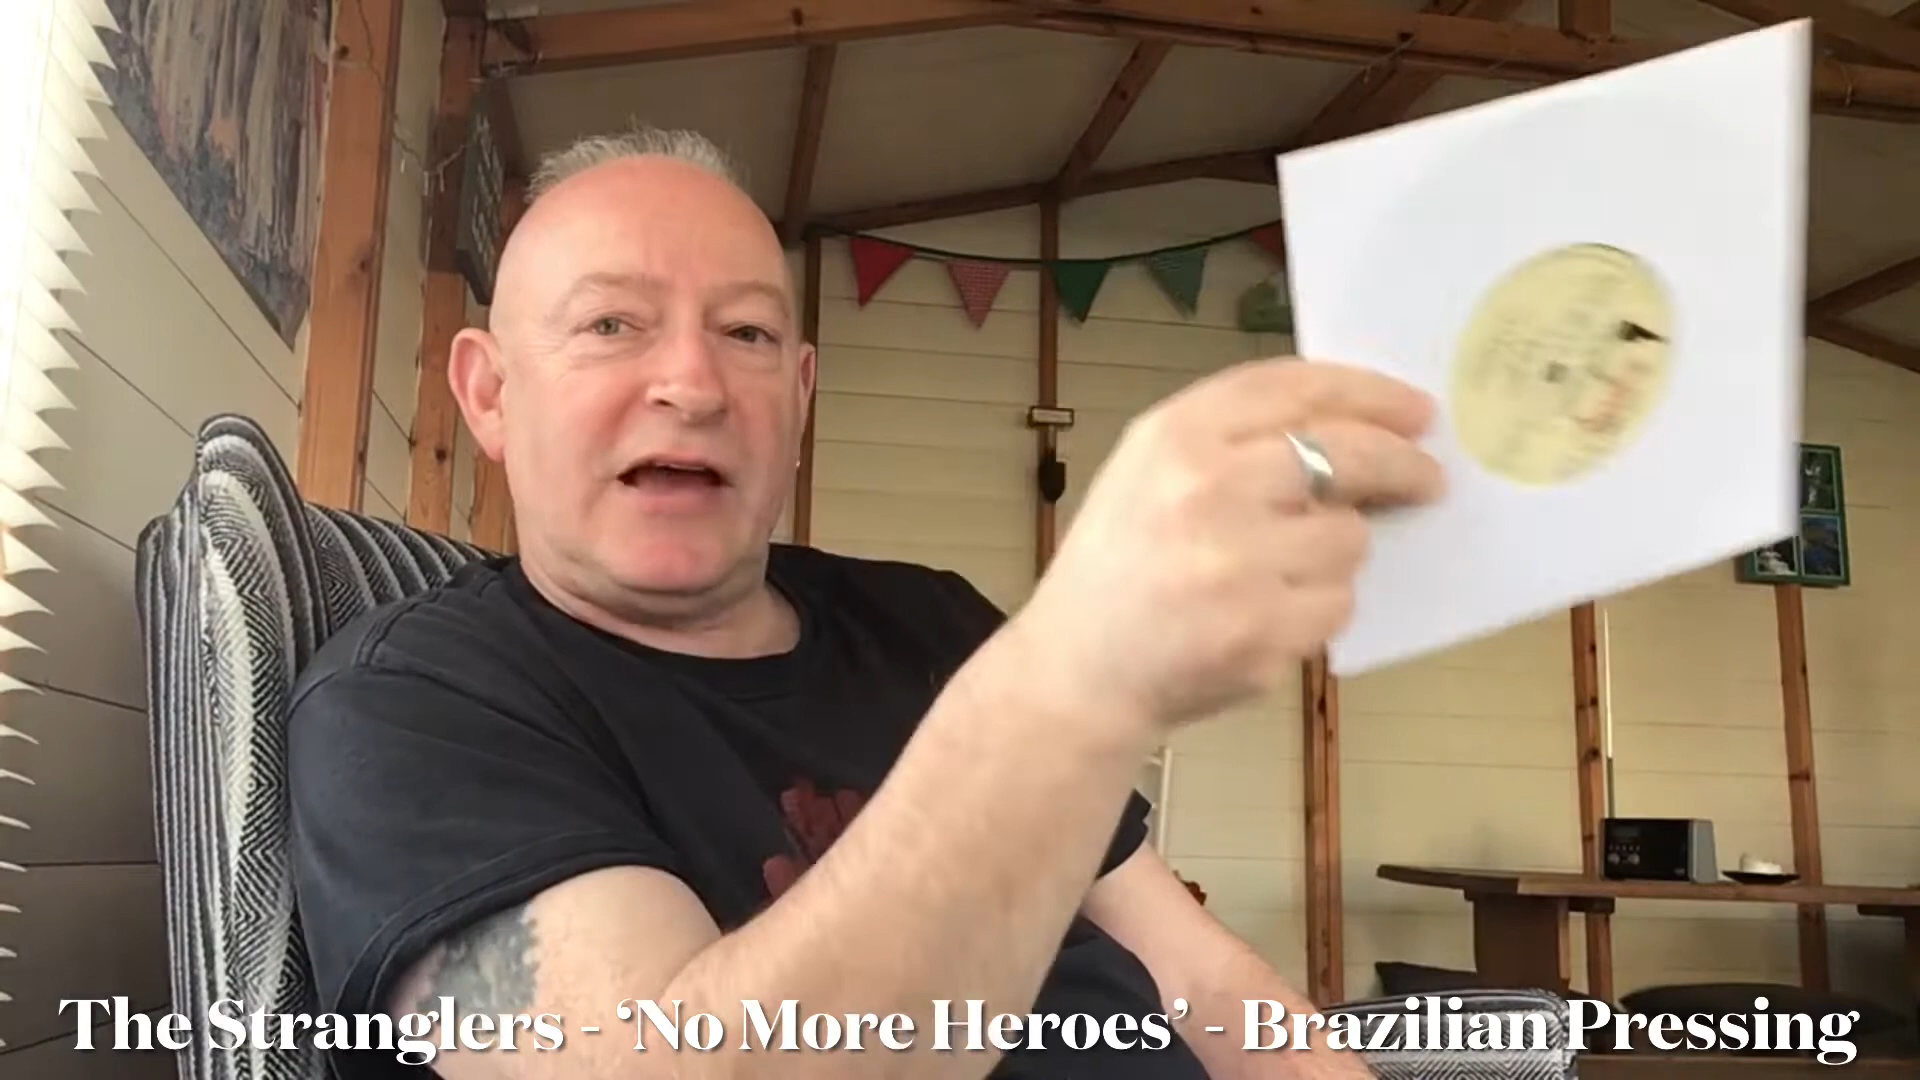 The Stranglers - ‘No More Heroes’ - Brazilian Pressing